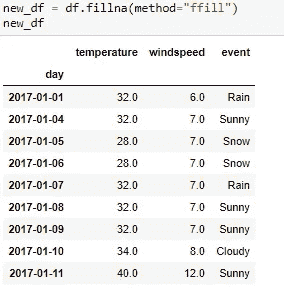 new_df = df.fillna(method="ffill")
new_df
temperature windspeed event
day
2017-01-01 32.0 6.0 Rain
2017-01-04 32.0 7.0 Sunny
2017-01-05 28.0 7.0 Snow
2017-01-06 28.0 7.0 Snow
2017-01-07 32.0 7.0 Rain
2017-01-08 32.0 7.0 Sunny
2017-01-09 32.0 7.0 Sunny
2017-01-10 34.0 8.0 Cloudy
2017-01-11 40.0 12.0 Sunny